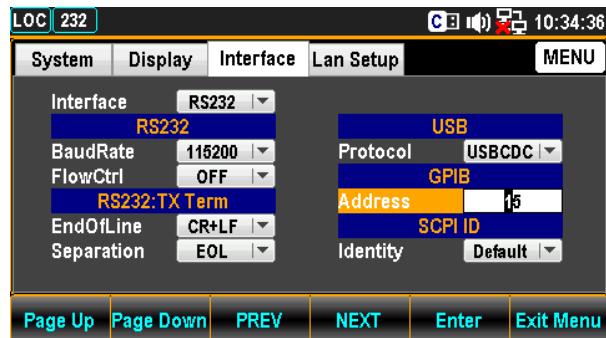 LOC 232 C 10:34:36
System Display Interface Lan Setup MENU
Interface RS232
RS232 USB
BaudRate 115200 Protocol USBCDC
FlowCtrl OFF GPIB
RS232:TX Term Address 15
EndOfLine CR+LF SCPI ID
Separation EOL Identity Default
Page Up Page Down PREV NEXT Enter Exit Menu